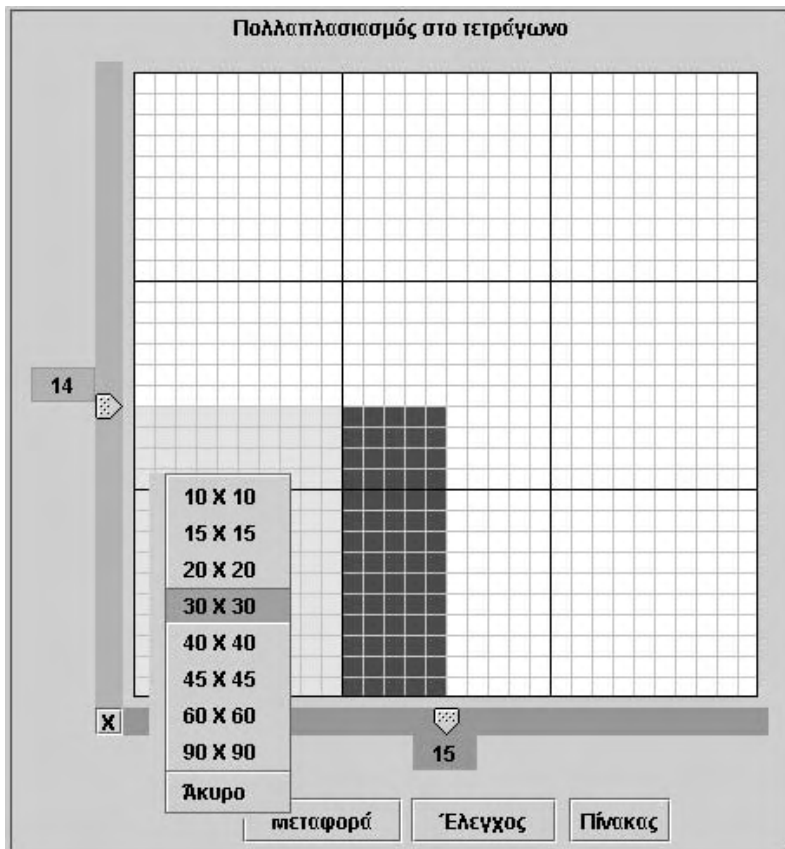 Πολλαπλασιασμός στο τετράγωνο
14
10 X 10
15 X 15
20 X 20
30 X 30
40 X 40
45 X 45
60 X 60
90 X 90
Άκυρο
X
15
Μεταφορά Έλεγχος Πίνακας